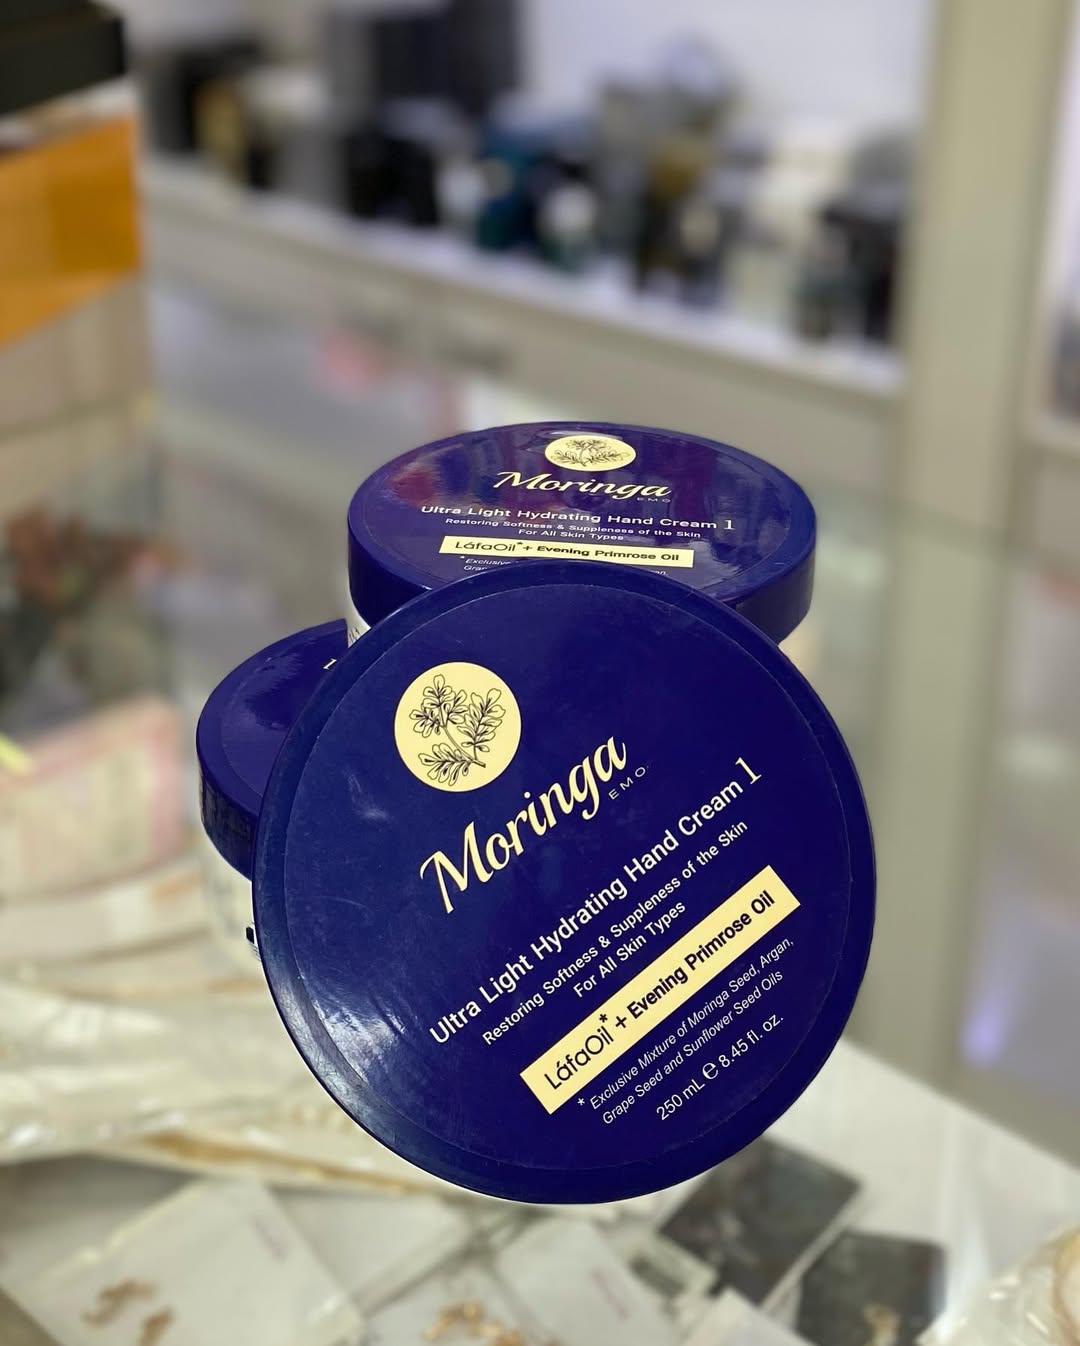 Moringa
EMO
Ultra Light Hydrating Hand Cream 1
Restoring Softness & Suppleness of the Skin
For All Skin Types
LáfaOil* + Evening Primrose Oil
* Exclusive
Moringa
EMO
Ultra Light Hydrating Hand Cream 1
Restoring Softness & Suppleness of the Skin
For All Skin Types
LáfaOil* + Evening Primrose Oil
* Exclusive Mixture of Moringa Seed, Argan,
Grape Seed and Sunflower Seed Oils
250 mL ℮ 8.45 fl. oz.